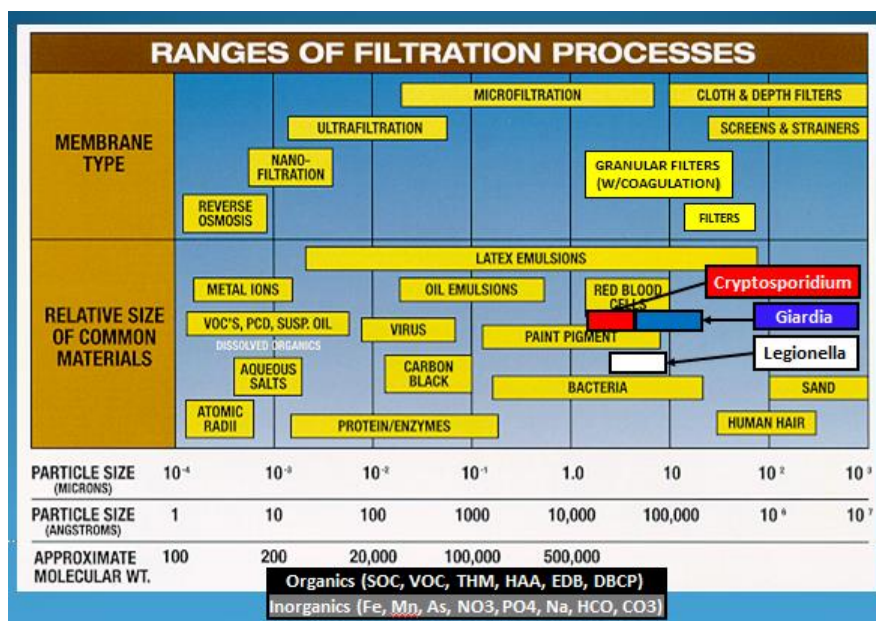 RANGES OF FILTRATION PROCESSES
MEMBRANE
TYPE
MICROFILTRATION
CLOTH & DEPTH FILTERS
ULTRAFILTRATION
SCREENS & STRAINERS
NANO-
FILTRATION
GRANULAR FILTERS
(W/COAGULATION)
REVERSE
OSMOSIS
FILTERS
RELATIVE SIZE
OF COMMON
MATERIALS
LATEX EMULSIONS
METAL IONS
OIL EMULSIONS
RED BLOOD
CELLS
Cryptosporidium
VOC'S, PCD, SUSP. OIL
DISSOLVED ORGANICS
VIRUS
PAINT PIGMENT
Giardia
Legionella
AQUEOUS
SALTS
CARBON
BLACK
BACTERIA
SAND
ATOMIC
RADII
PROTEIN/ENZYMES
HUMAN HAIR
PARTICLE SIZE 10⁻⁴ 10⁻³ 10⁻² 10⁻¹ 1.0 10 10² 10³
(MICRONS)
PARTICLE SIZE 1 10 100 1000 10,000 100,000 10⁶ 10⁷
(ANGSTROMS)
APPROXIMATE 100 200 20,000 100,000 500,000
MOLECULAR WT.
Organics (SOC, VOC, THM, HAA, EDB, DBCP)
Inorganics (Fe, Mn, As, NO3, PO4, Na, HCO, CO3)